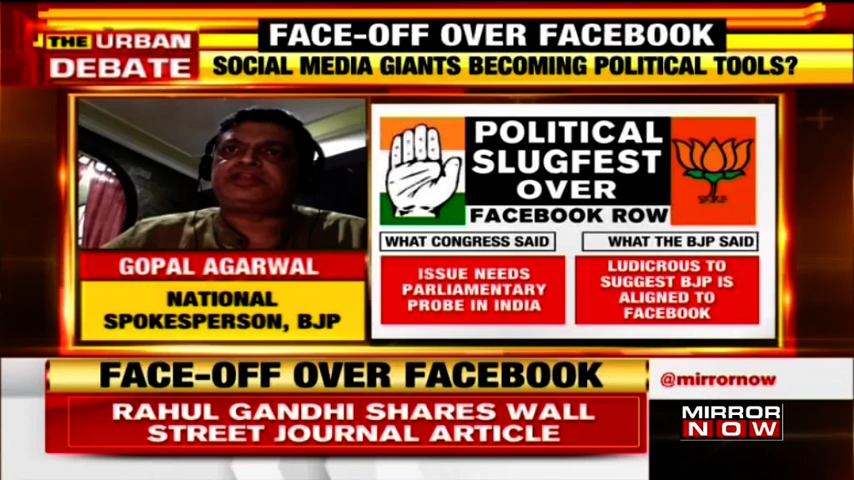 THE URBAN
DEBATE
FACE-OFF OVER FACEBOOK
SOCIAL MEDIA GIANTS BECOMING POLITICAL TOOLS?
POLITICAL
SLUGFEST
OVER
FACEBOOK ROW
GOPAL AGARWAL
NATIONAL
SPOKESPERSON, BJP
WHAT CONGRESS SAID
ISSUE NEEDS
PARLIAMENTARY
PROBE IN INDIA
WHAT THE BJP SAID
LUDICROUS TO
SUGGEST BJP IS
ALIGNED TO
FACEBOOK
FACE-OFF OVER FACEBOOK
RAHUL GANDHI SHARES WALL
STREET JOURNAL ARTICLE
@mirrornow
MIRROR
NOW